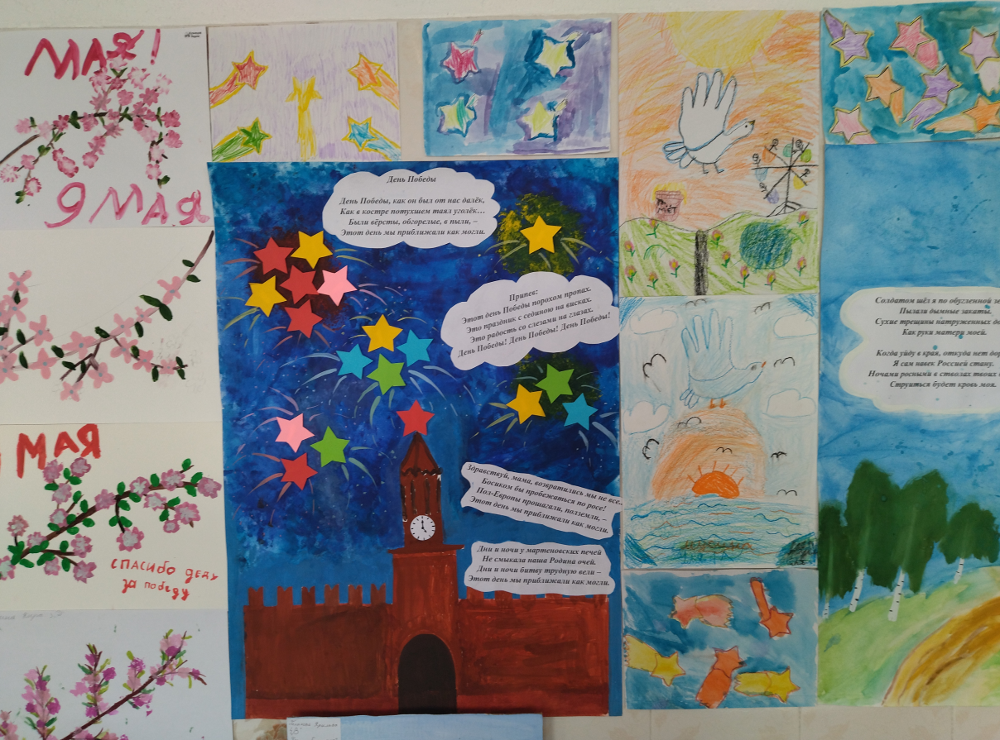 МАЯ!
9 МАЯ
МАЯ
СПАСИБО ДЕДУ
За победу
День Победы
День Победы, как он был от нас далёк,
Как в костре потухшем таял уголёк…
Были вёрсты, обгорелые, в пыли, –
Этот день мы приближали как могли.
Припев:
Этот день Победы порохом пропах.
Это праздник с сединою на висках.
Это радость со слезами на глазах.
День Победы! День Победы! День Победы!
Здравствуй, мама, возвратились мы не все...
Босиком бы пробежаться по росе!
Пол-Европы прошагали, полземли, –
Этот день мы приближали как могли.
Дни и ночи у мартеновских печей
Не смыкала наша Родина очей.
Дни и ночи битву трудную вели –
Этот день мы приближали как могли.
Солдатом шёл я по обугленной
Пылали дымные закаты.
Сухие трещины натруженных
Как руки матери моей.
Когда уйду в края, откуда нет
Я сам навек Россией стану.
Ночами росными в стволах твоих
Струиться будет кровь моя.